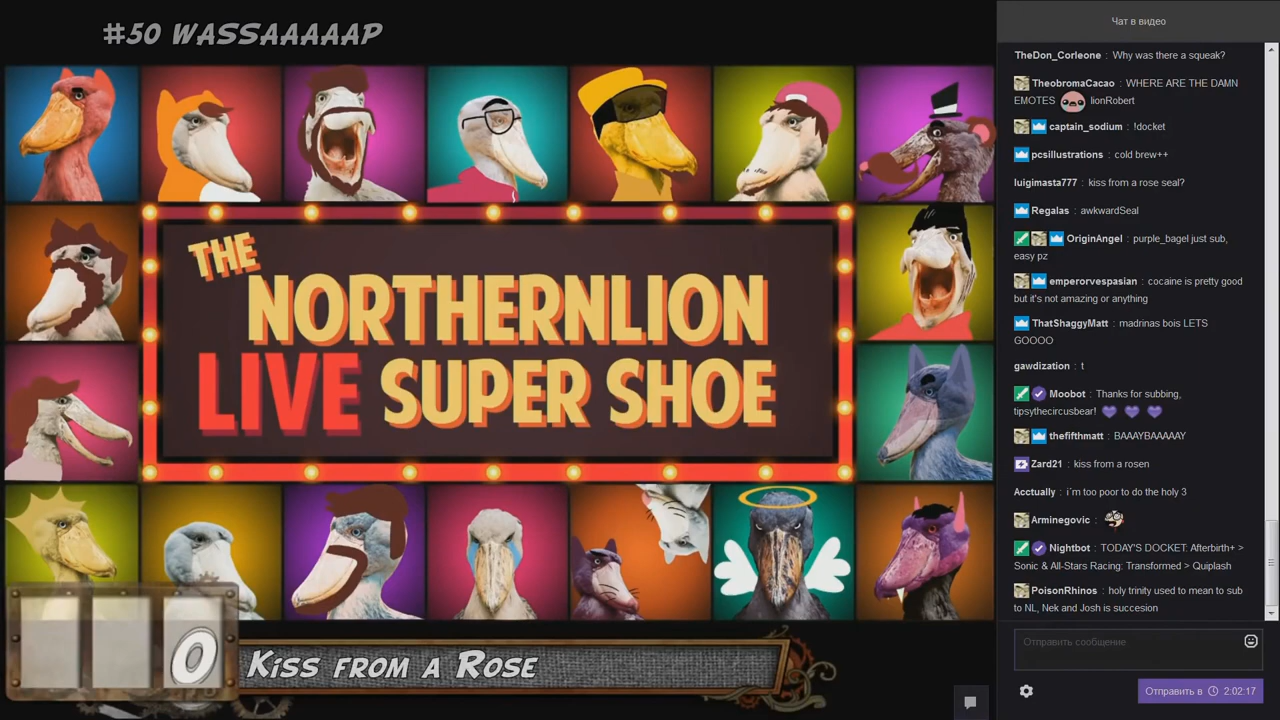 #50 WASSAAAAAP
THE
NORTHERNLION
LIVE SUPER SHOE
0
KISS FROM A ROSE
Чат в видео
TheDon_Corleone : Why was there a squeak?
TheobromaCacao : WHERE ARE THE DAMN
EMOTES lionRobert
captain_sodium : !docket
pcsillustrations : cold brew++
luigimasta777 : kiss from a rose seal?
Regalas : awkwardSeal
OriginAngel : purple_bagel just sub,
easy pz
emperorvespasian : cocaine is pretty good
but it's not amazing or anything
ThatShaggyMatt : madrinas bois LETS
GOOOO
gawdization : t
Moobot : Thanks for subbing,
tipsythecircusbear!
thefifthmatt : BAAAYBAAAAAY
Zard21 : kiss from a rosen
Acctually : i´m too poor to do the holy 3
Arminegovic :
Nightbot : TODAY'S DOCKET: Afterbirth+ >
Sonic & All-Stars Racing: Transformed > Quiplash
PoisonRhinos : holy trinity used to mean to sub
to NL, Nek and Josh is succesion
Отправить сообщение
Отправить в 2:02:17